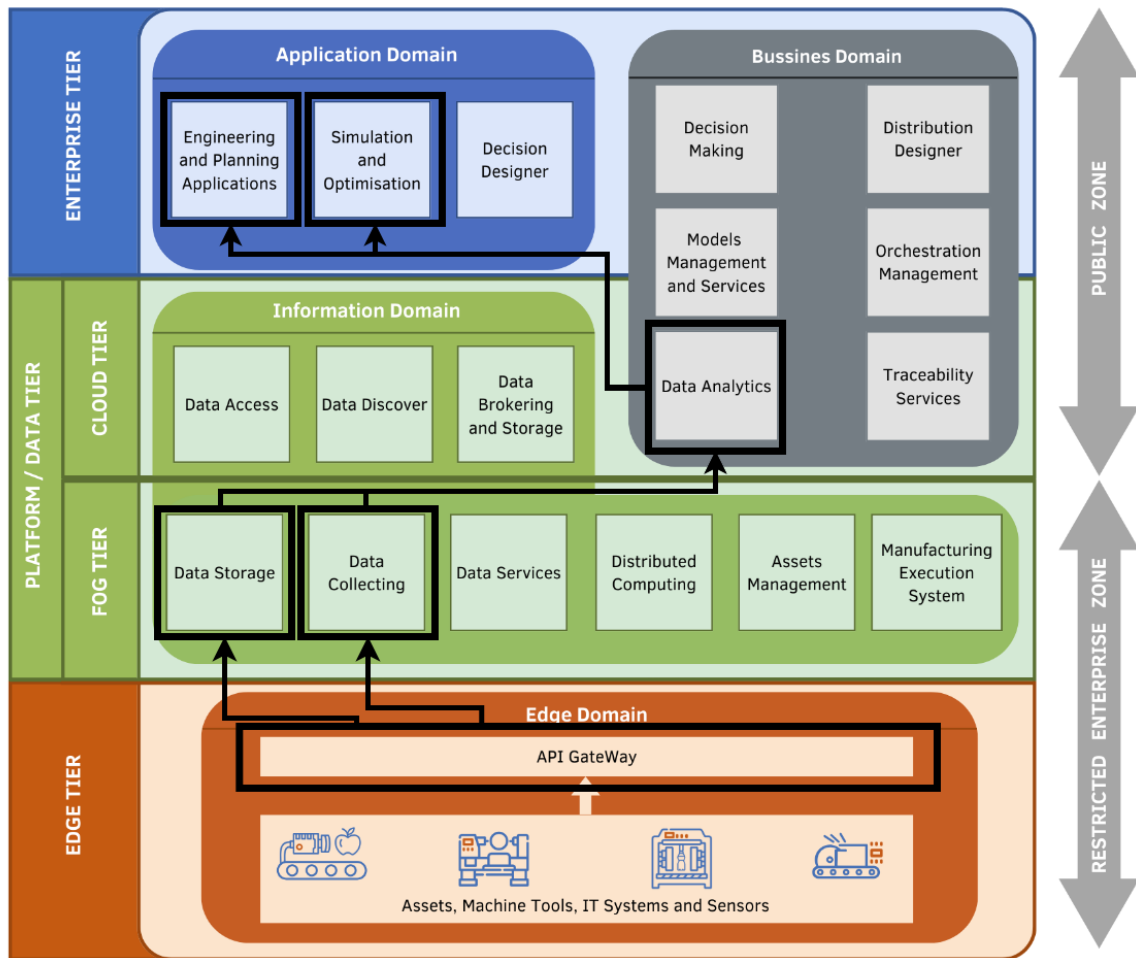 ENTERPRISE TIER
Application Domain
Engineering
and Planning
Applications
Simulation
and
Optimisation
Decision
Designer
Bussines Domain
Decision
Making
Distribution
Designer
Models
Management
and Services
Orchestration
Management
Data Analytics
Traceability
Services
PUBLIC ZONE
PLATFORM / DATA TIER
CLOUD TIER
Information Domain
Data Access
Data Discover
Data
Brokering
and Storage
FOG TIER
Data Storage
Data
Collecting
Data Services
Distributed
Computing
Assets
Management
Manufacturing
Execution
System
RESTRICTED ENTERPRISE ZONE
EDGE TIER
Edge Domain
API GateWay
Assets, Machine Tools, IT Systems and Sensors